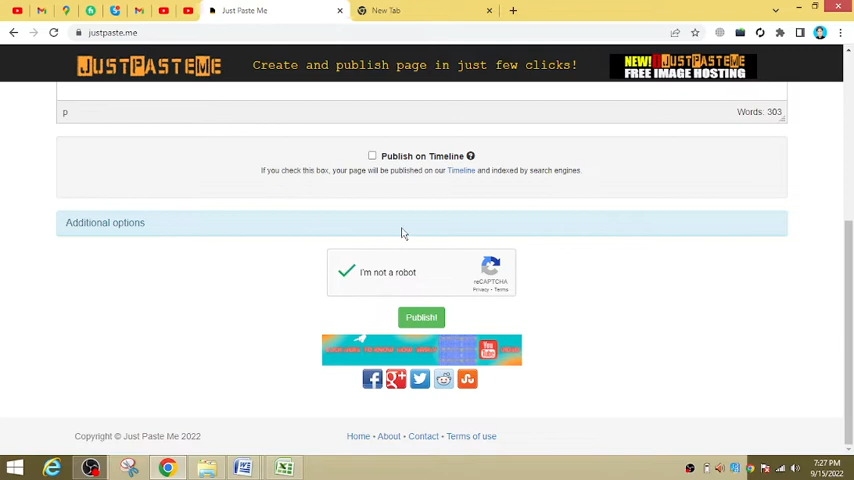 Just Paste Me
New Tab
justpaste.me
JUSTPASTEME
Create and publish page in just few clicks!
NEW! JUSTPASTEME
FREE IMAGE HOSTING
p
Words: 303
Publish on Timeline
If you check this box, your page will be published on our Timeline and indexed by search engines.
Additional options
I'm not a robot
reCAPTCHA
Privacy - Terms
Publish!
You
Tube
Copyright © Just Paste Me 2022
Home • About • Contact • Terms of use
7:27 PM
9/15/2022